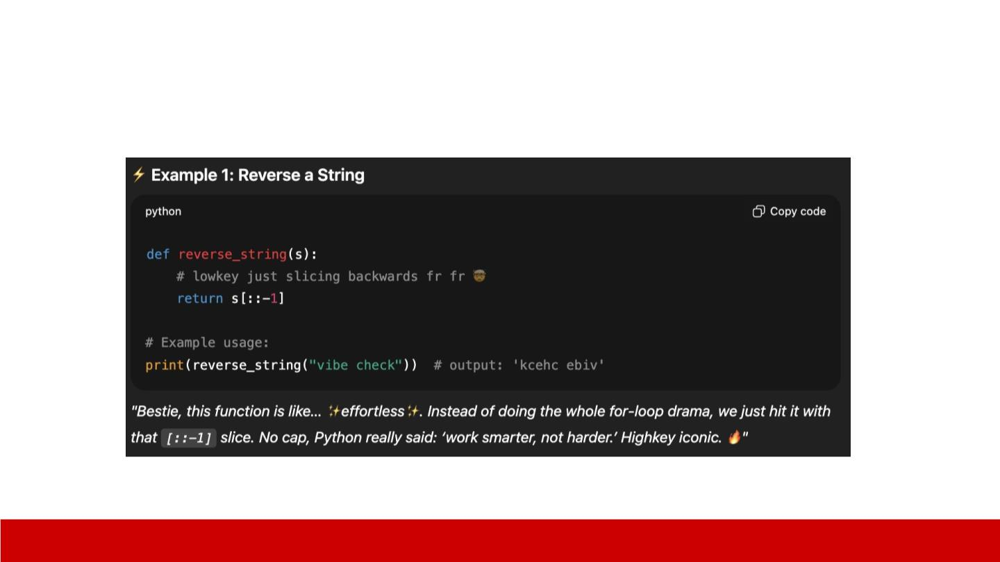 ⚡ Example 1: Reverse a String
python
Copy code
def reverse_string(s):
    # lowkey just slicing backwards fr fr 🤓
    return s[::-1]
# Example usage:
print(reverse_string("vibe check"))  # output: 'kcehc ebiv'
"Bestie, this function is like... ✨effortless✨. Instead of doing the whole for-loop drama, we just hit it with
that [::-1] slice. No cap, Python really said: ‘work smarter, not harder.’ Highkey iconic. 🔥"